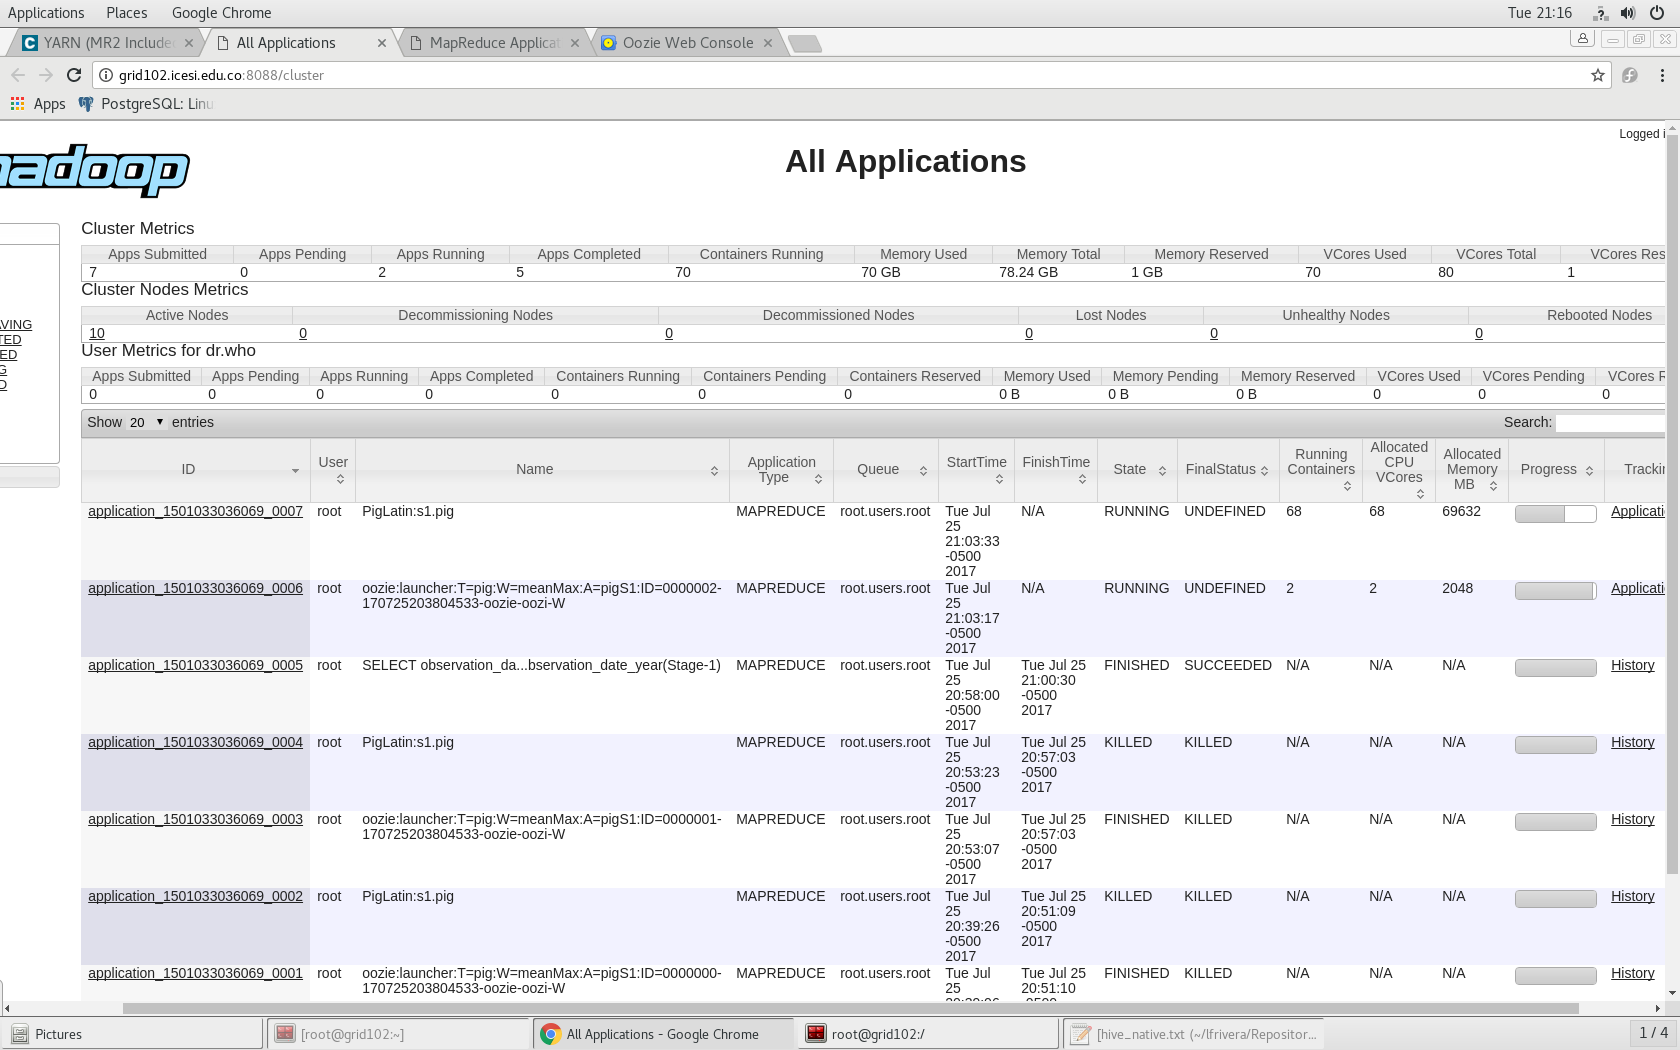 Applications Places Google Chrome Tue 21:16
YARN (MR2 Include All Applications MapReduce Applicat Oozie Web Console
grid102.icesi.edu.co:8088/cluster
Apps PostgreSQL: Linu
Logged i
hadoop
All Applications
Cluster Metrics
Apps Submitted Apps Pending Apps Running Apps Completed Containers Running Memory Used Memory Total Memory Reserved VCores Used VCores Total VCores Res
7 0 2 5 70 70 GB 78.24 GB 1 GB 70 80 1
Cluster Nodes Metrics
Active Nodes Decommissioning Nodes Decommissioned Nodes Lost Nodes Unhealthy Nodes Rebooted Nodes
10 0 0 0 0 0
User Metrics for dr.who
Apps Submitted Apps Pending Apps Running Apps Completed Containers Running Containers Pending Containers Reserved Memory Used Memory Pending Memory Reserved VCores Used VCores Pending VCores R
0 0 0 0 0 0 0 0 B 0 B 0 B 0 0 0
AVING
TED
ED
G
D
Show 20 entries Search:
ID User Name Application Type Queue StartTime FinishTime State FinalStatus Running Containers Allocated CPU VCores Allocated Memory MB Progress Trackin
application_1501033036069_0007 root PigLatin:s1.pig MAPREDUCE root.users.root Tue Jul N/A RUNNING UNDEFINED 68 68 69632 Applicati
25
21:03:33
-0500
2017
application_1501033036069_0006 root oozie:launcher:T=pig:W=meanMax:A=pigS1:ID=0000002- MAPREDUCE root.users.root Tue Jul N/A RUNNING UNDEFINED 2 2 2048 Applicati
170725203804533-oozie-oozi-W 25
21:03:17
-0500
2017
application_1501033036069_0005 root SELECT observation_da...bservation_date_year(Stage-1) MAPREDUCE root.users.root Tue Jul Tue Jul 25 FINISHED SUCCEEDED N/A N/A N/A History
25 21:00:30
20:58:00 -0500
-0500 2017
2017
application_1501033036069_0004 root PigLatin:s1.pig MAPREDUCE root.users.root Tue Jul Tue Jul 25 KILLED KILLED N/A N/A N/A History
25 20:57:03
20:53:23 -0500
-0500 2017
2017
application_1501033036069_0003 root oozie:launcher:T=pig:W=meanMax:A=pigS1:ID=0000001- MAPREDUCE root.users.root Tue Jul Tue Jul 25 FINISHED KILLED N/A N/A N/A History
170725203804533-oozie-oozi-W 25 20:57:03
20:53:07 -0500
-0500 2017
2017
application_1501033036069_0002 root PigLatin:s1.pig MAPREDUCE root.users.root Tue Jul Tue Jul 25 KILLED KILLED N/A N/A N/A History
25 20:51:09
20:39:26 -0500
-0500 2017
2017
application_1501033036069_0001 root oozie:launcher:T=pig:W=meanMax:A=pigS1:ID=0000000- MAPREDUCE root.users.root Tue Jul Tue Jul 25 FINISHED KILLED N/A N/A N/A History
170725203804533-oozie-oozi-W 25 20:51:10
Pictures [root@grid102:~] All Applications - Google Chrome root@grid102:/ [hive_native.txt (~/lfrivera/Repositor... 1 / 4